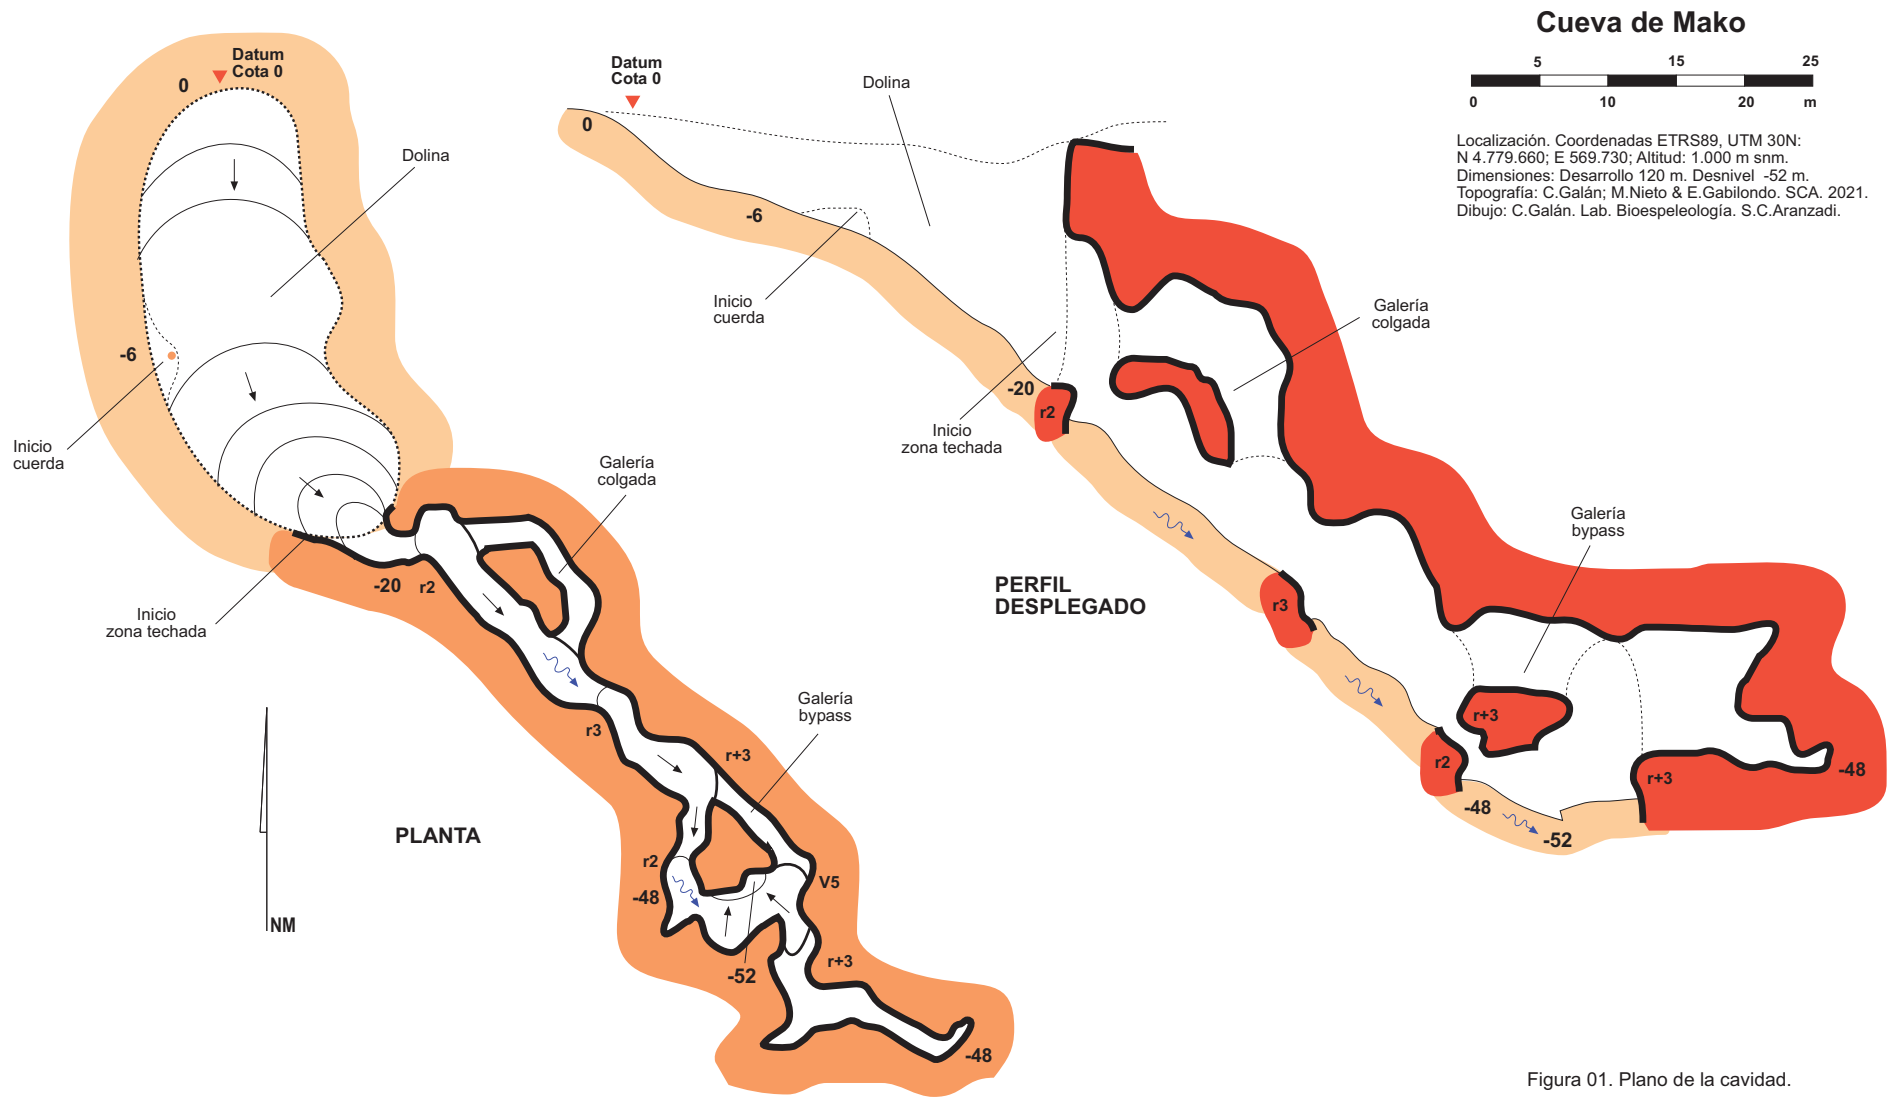 Cueva de Mako
5 15 25
0 10 20 m
Localización. Coordenadas ETRS89, UTM 30N:
N 4.779.660; E 569.730; Altitud: 1.000 m snm.
Dimensiones: Desarrollo 120 m. Desnivel -52 m.
Topografía: C.Galán; M.Nieto & E.Gabilondo. SCA. 2021.
Dibujo: C.Galán. Lab. Bioespeleología. S.C.Aranzadi.
Datum
Cota 0
0
Dolina
-6
Inicio
cuerda
Inicio
zona techada
-20
r2
Galería
colgada
r3
r+3
Galería
bypass
r2
-48
V5
-52
r+3
-48
PLANTA
NM
Datum
Cota 0
0
Dolina
-6
Inicio
cuerda
-20
r2
Inicio
zona techada
Galería
colgada
PERFIL
DESPLEGADO
r3
Galería
bypass
r+3
r2
r+3
-48
-48
-52
Figura 01. Plano de la cavidad.